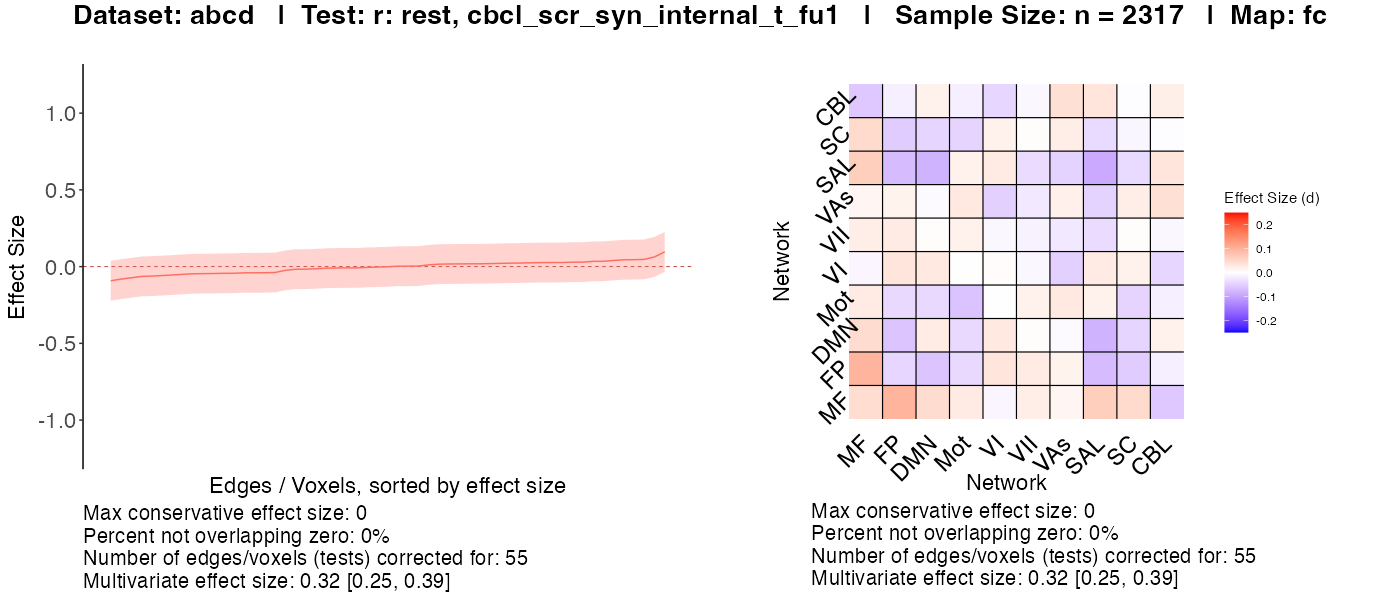 Dataset: abcd | Test: r: rest, cbcl_scr_syn_internal_t_fu1 | Sample Size: n = 2317 | Map: fc
Effect Size
1.0
0.5
0.0
-0.5
-1.0
Edges / Voxels, sorted by effect size
Max conservative effect size: 0
Percent not overlapping zero: 0%
Number of edges/voxels (tests) corrected for: 55
Multivariate effect size: 0.32 [0.25, 0.39]
Network
CBL
SC
SAL
VAs
VII
VI
Mot
DMN
FP
MF
MF
FP
DMN
Mot
VI
VII
VAs
SAL
SC
CBL
Network
Effect Size (d)
0.2
0.1
0.0
-0.1
-0.2
Max conservative effect size: 0
Percent not overlapping zero: 0%
Number of edges/voxels (tests) corrected for: 55
Multivariate effect size: 0.32 [0.25, 0.39]